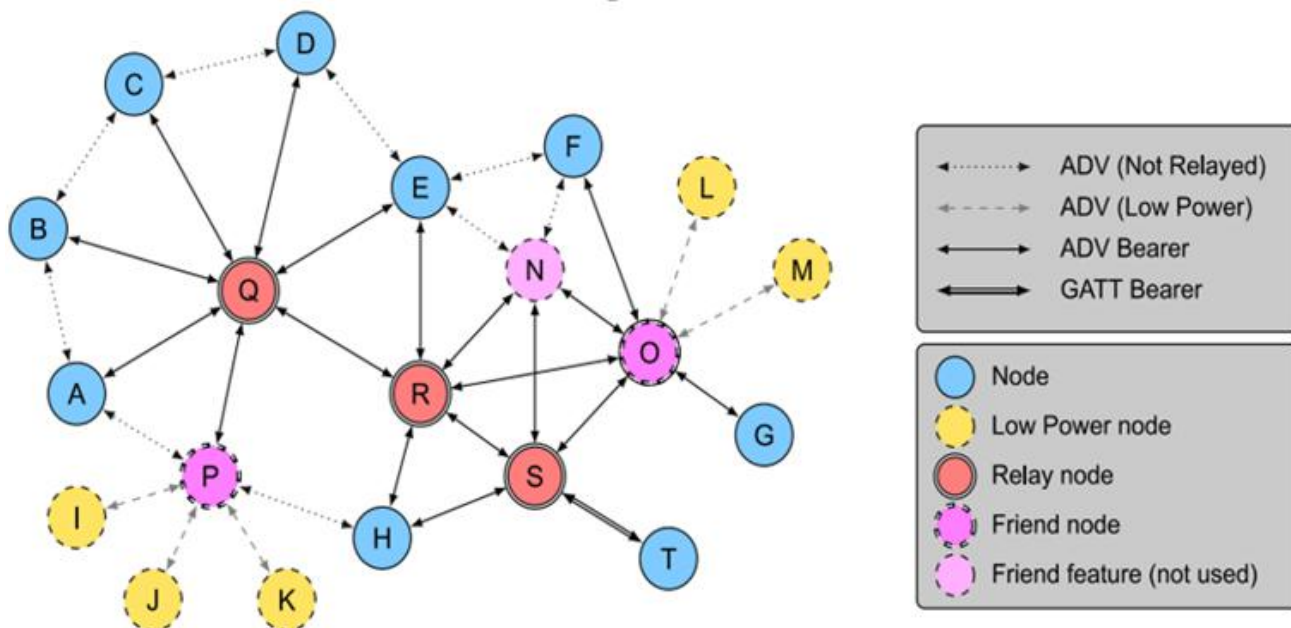 D
C
F
E
L
B
N
M
Q
O
A
R
G
P
S
I
H
T
J
K
ADV (Not Relayed)
ADV (Low Power)
ADV Bearer
GATT Bearer
Node
Low Power node
Relay node
Friend node
Friend feature (not used)